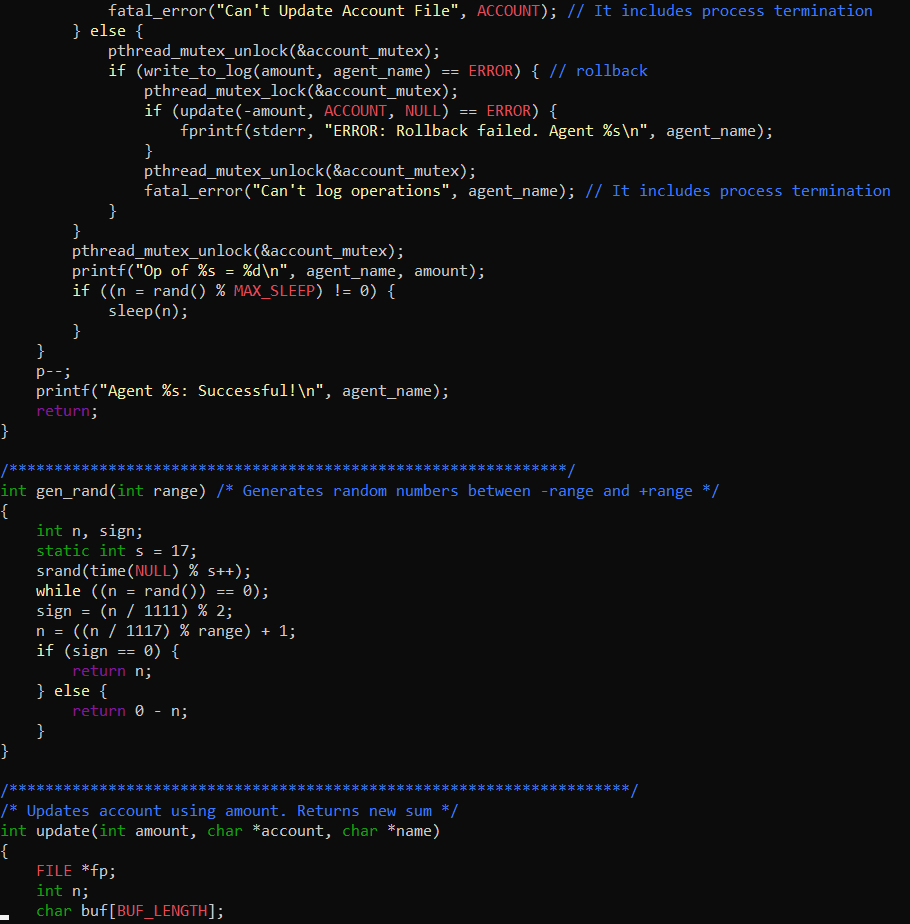 fatal_error("Can't Update Account File", ACCOUNT); // It includes process termination
        } else {
            pthread_mutex_unlock(&account_mutex);
            if (write_to_log(amount, agent_name) == ERROR) { // rollback
                pthread_mutex_lock(&account_mutex);
                if (update(-amount, ACCOUNT, NULL) == ERROR) {
                    fprintf(stderr, "ERROR: Rollback failed. Agent %s\n", agent_name);
                }
                pthread_mutex_unlock(&account_mutex);
                fatal_error("Can't log operations", agent_name); // It includes process termination
            }
        }
        pthread_mutex_unlock(&account_mutex);
        printf("Op of %s = %d\n", agent_name, amount);
        if ((n = rand() % MAX_SLEEP) != 0) {
            sleep(n);
        }
    }
    p--;
    printf("Agent %s: Successful!\n", agent_name);
    return;
}

/**************************************************************/
int gen_rand(int range) /* Generates random numbers between -range and +range */
{
    int n, sign;
    static int s = 17;
    srand(time(NULL) % s++);
    while ((n = rand()) == 0);
    sign = (n / 1111) % 2;
    n = ((n / 1117) % range) + 1;
    if (sign == 0) {
        return n;
    } else {
        return 0 - n;
    }
}

/*********************************************************************/
/* Updates account using amount. Returns new sum */
int update(int amount, char *account, char *name)
{
    FILE *fp;
    int n;
    char buf[BUF_LENGTH];